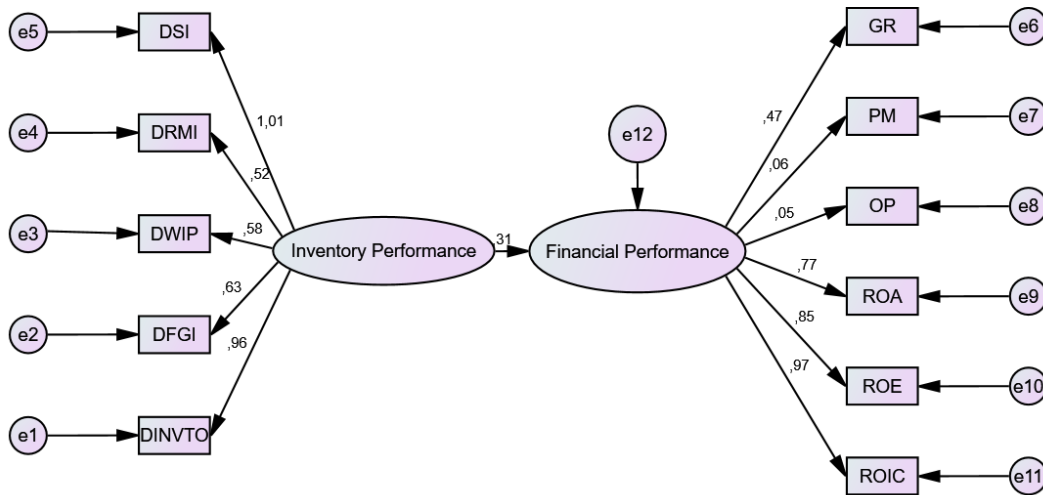 e5
DSI
e4
DRMI
e3
DWIP
e2
DFGI
e1
DINVTO
1,01
,52
,58
,63
,96
Inventory Performance
,31
e12
Financial Performance
,47
,06
,05
,77
,85
,97
GR
e6
PM
e7
OP
e8
ROA
e9
ROE
e10
ROIC
e11